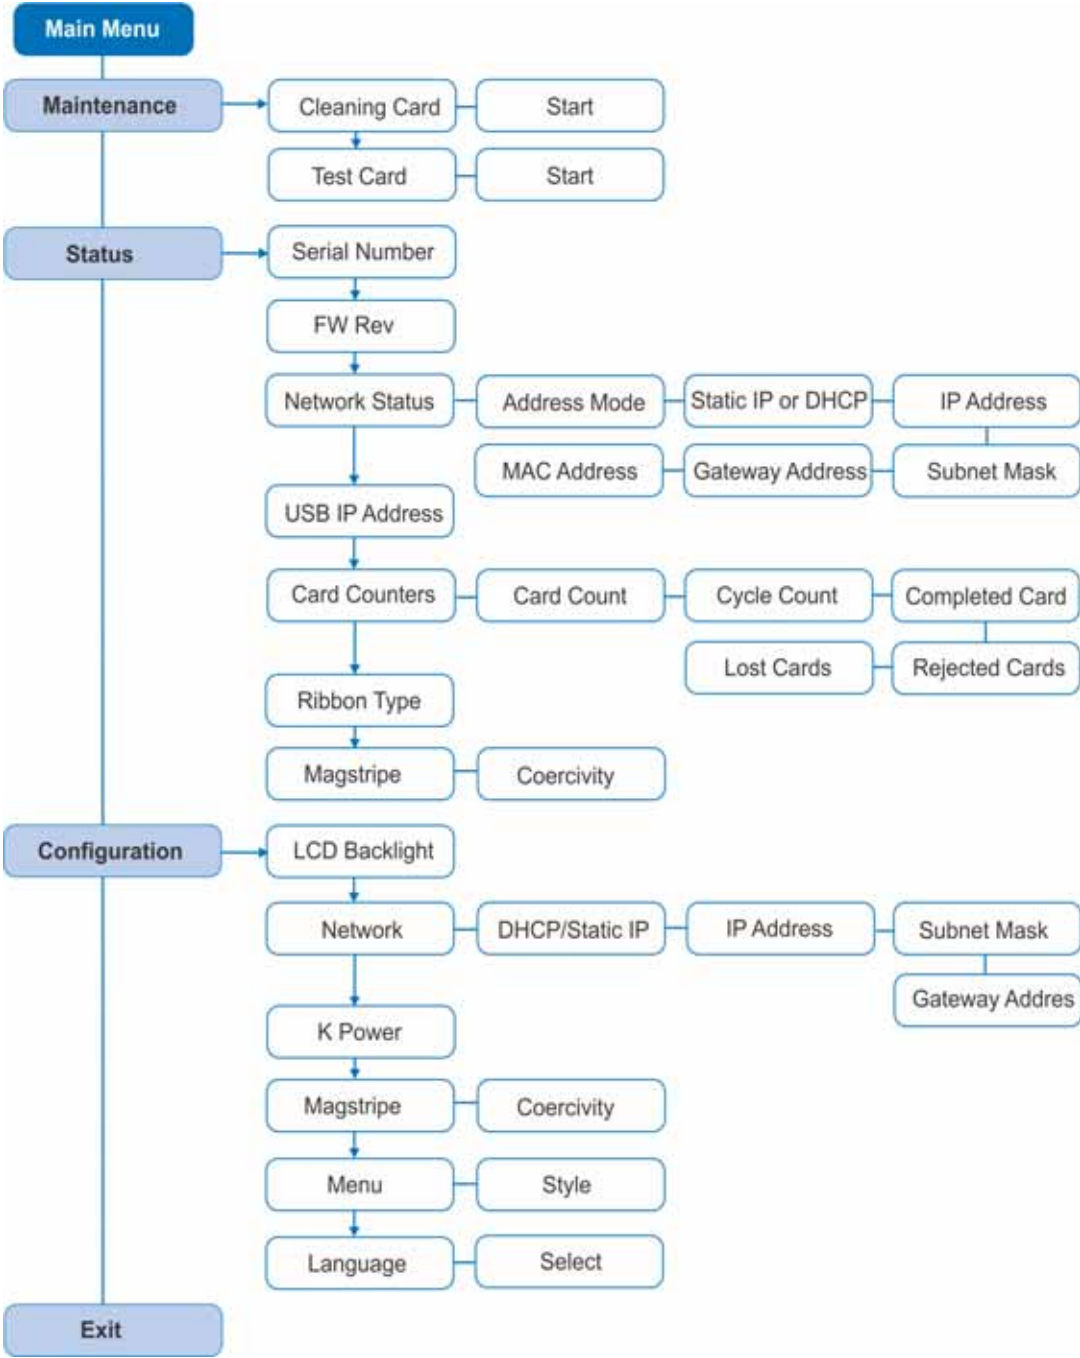 Main Menu
Maintenance
Cleaning Card
Start
Test Card
Start
Status
Serial Number
FW Rev
Network Status
Address Mode
Static IP or DHCP
IP Address
MAC Address
Gateway Address
Subnet Mask
USB IP Address
Card Counters
Card Count
Cycle Count
Completed Card
Lost Cards
Rejected Cards
Ribbon Type
Magstripe
Coercivity
Configuration
LCD Backlight
Network
DHCP/Static IP
IP Address
Subnet Mask
Gateway Addres
K Power
Magstripe
Coercivity
Menu
Style
Language
Select
Exit